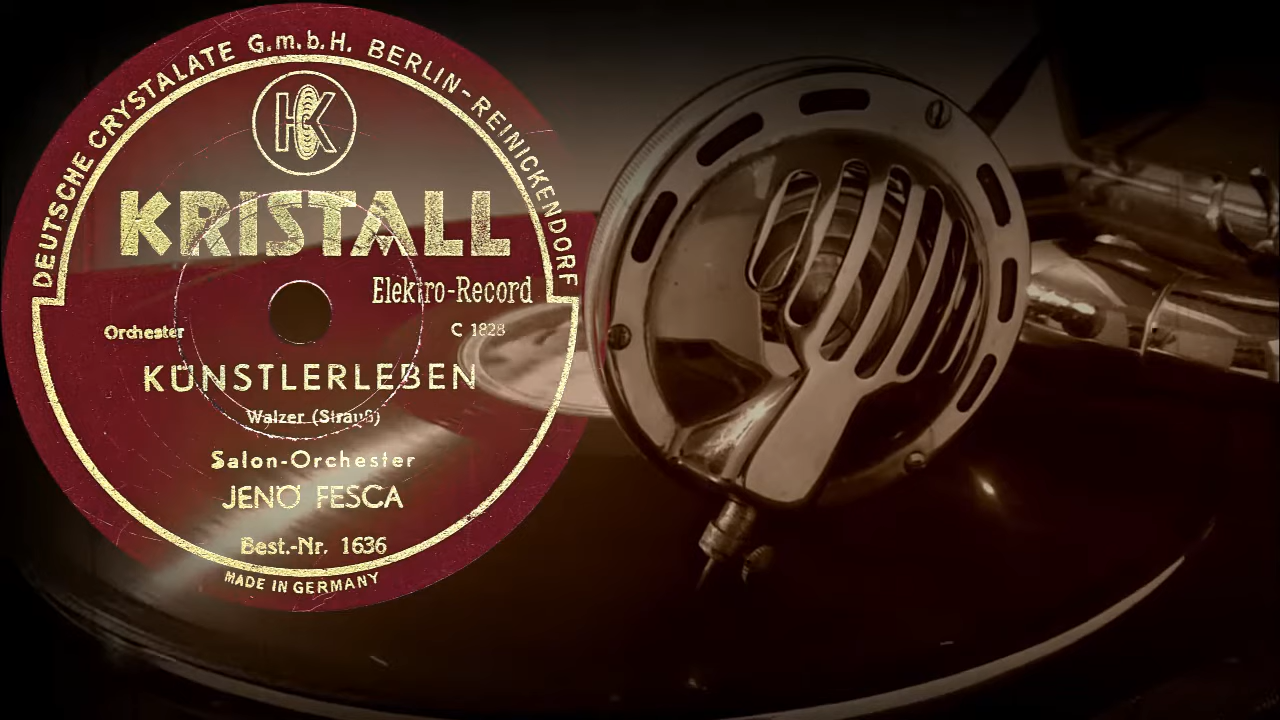 DEUTSCHE CRYSTALATE G.m.b.H. BERLIN-REINICKENDORF
KRISTALL
Elektro-Record
Orchester C 1828
KÜNSTLERLEBEN
Walzer (Strauß)
Salon-Orchester
JENÖ FESCA
Best.-Nr. 1636
MADE IN GERMANY